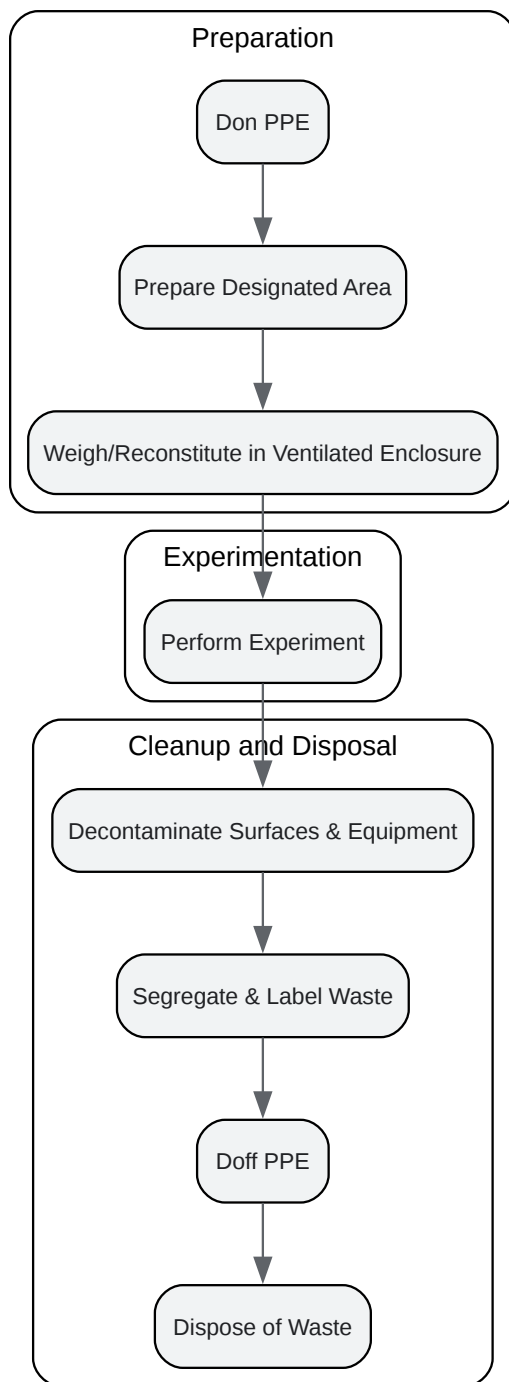 Preparation
Don PPE
Prepare Designated Area
Weigh/Reconstitute in Ventilated Enclosure
Experimentation
Perform Experiment
Cleanup and Disposal
Decontaminate Surfaces & Equipment
Segregate & Label Waste
Doff PPE
Dispose of Waste